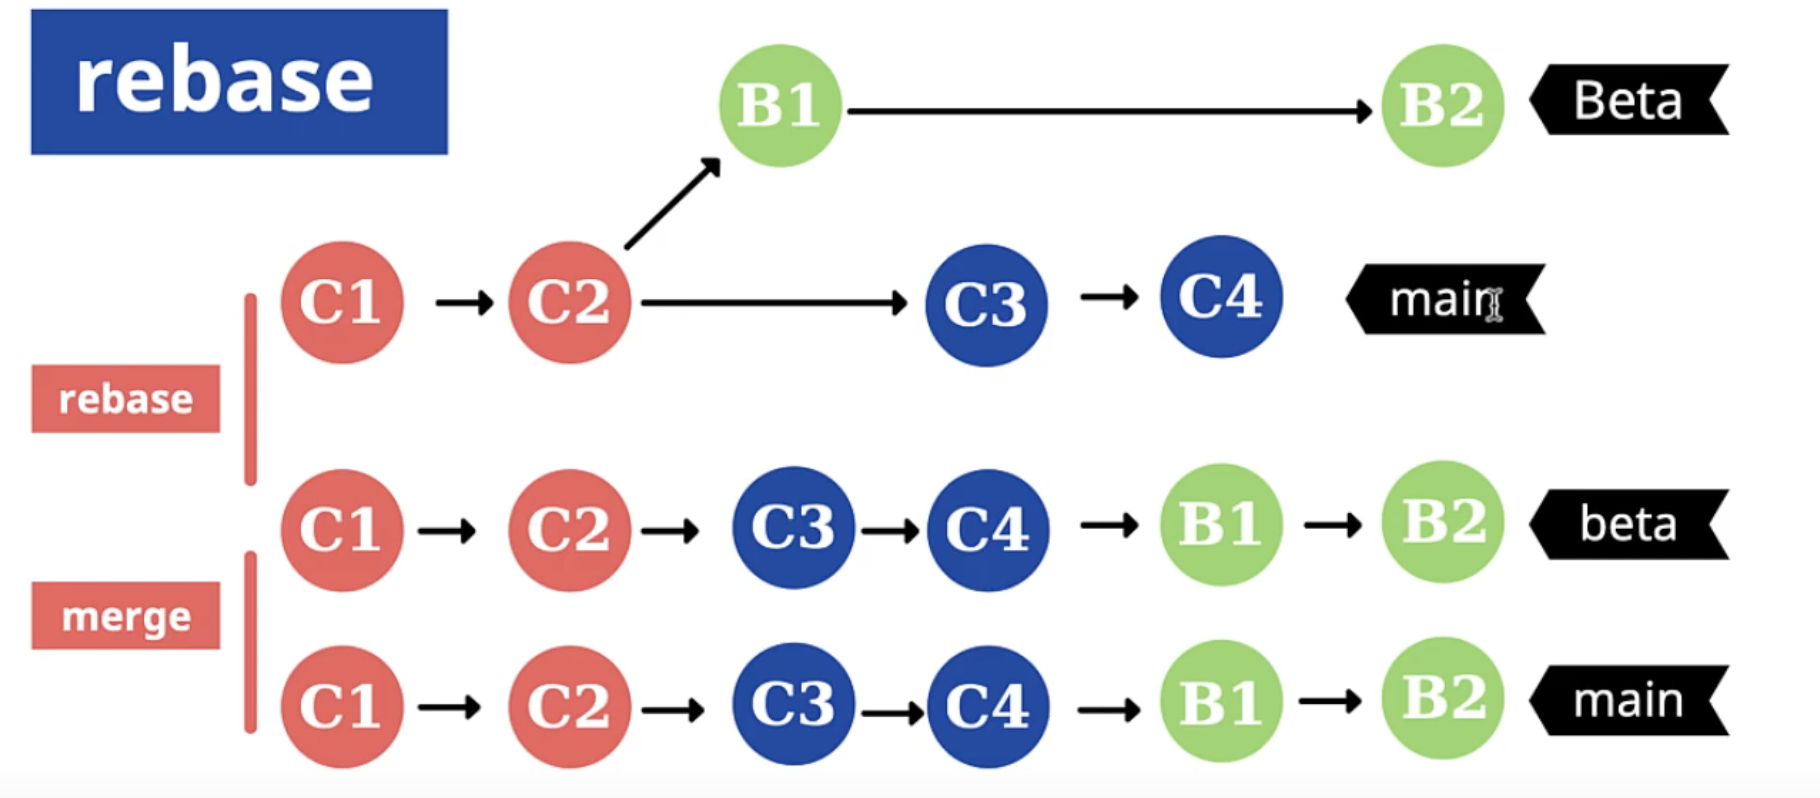 rebase
B1 B2 Beta
C1 C2 C3 C4 main
rebase
C1 C2 C3 C4 B1 B2 beta
merge
C1 C2 C3 C4 B1 B2 main